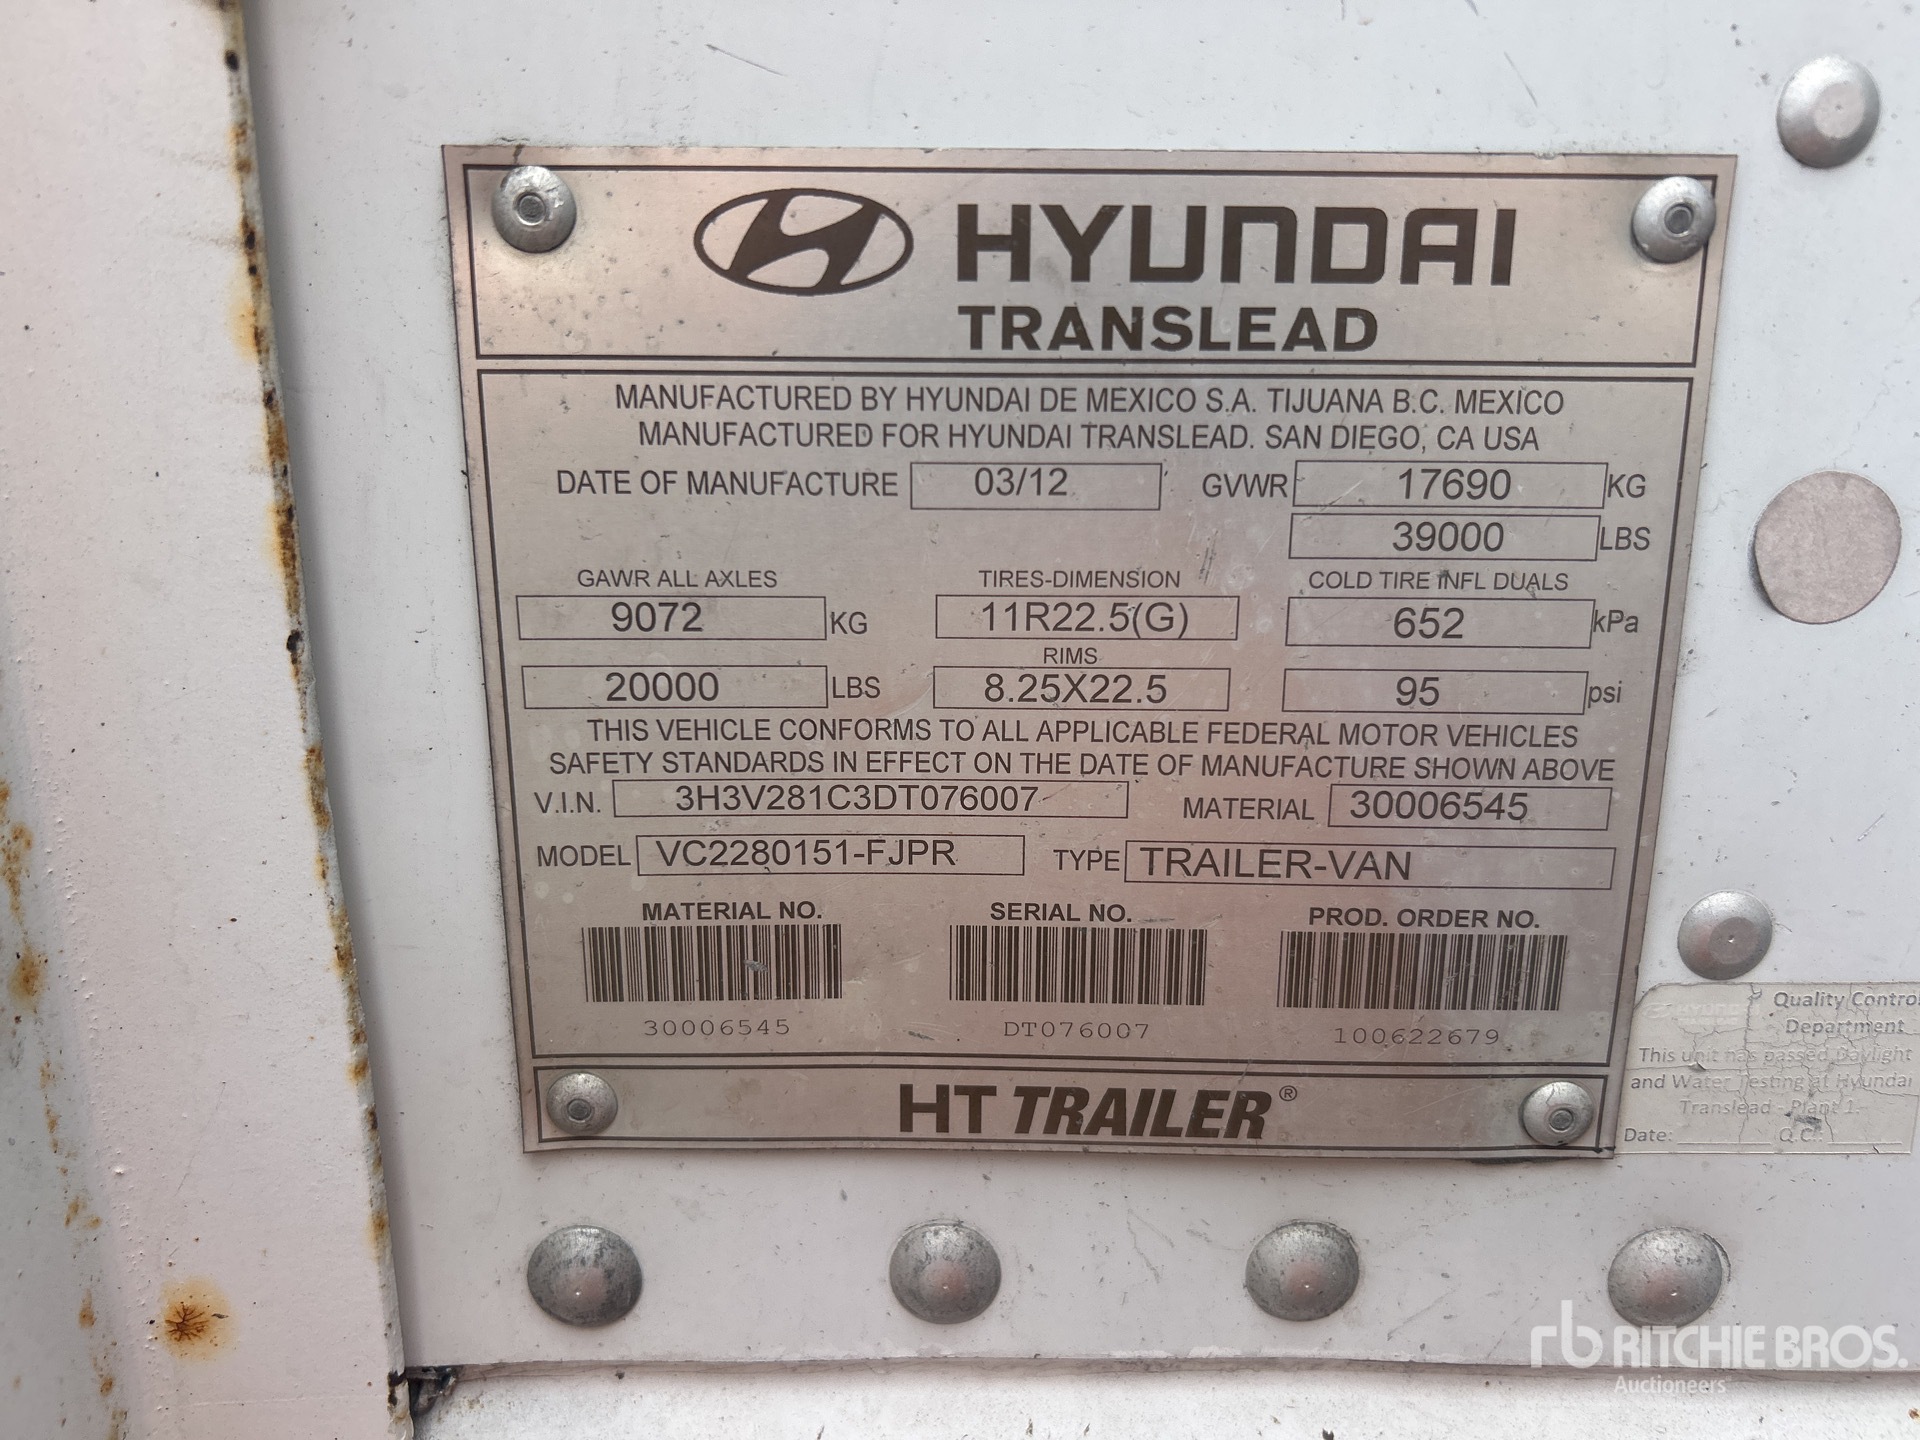 HYUNDAI
TRANSLEAD
MANUFACTURED BY HYUNDAI DE MEXICO S.A. TIJUANA B.C. MEXICO
MANUFACTURED FOR HYUNDAI TRANSLEAD. SAN DIEGO, CA USA
DATE OF MANUFACTURE 03/12 GVWR 17690 KG
39000 LBS
GAWR ALL AXLES TIRES-DIMENSION COLD TIRE INFL DUALS
9072 KG 11R22.5(G) 652 kPa
RIMS
20000 LBS 8.25X22.5 95 psi
THIS VEHICLE CONFORMS TO ALL APPLICABLE FEDERAL MOTOR VEHICLES
SAFETY STANDARDS IN EFFECT ON THE DATE OF MANUFACTURE SHOWN ABOVE
V.I.N. 3H3V281C3DT076007 MATERIAL 30006545
MODEL VC2280151-FJPR TYPE TRAILER-VAN
MATERIAL NO. SERIAL NO. PROD. ORDER NO.
30006545 DT076007 100622679
HT TRAILER®
HYUNDAI Quality Control
Department
This unit has passed Daylight
and Water Testing at Hyundai
Translead - Plant 1.
Date: Q.C.:
rb RITCHIE BROS.
Auctioneers